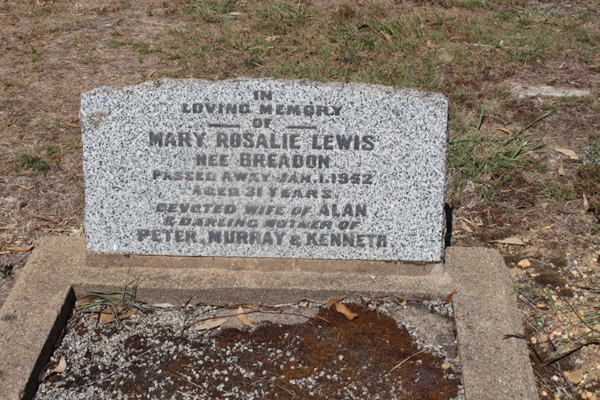 IN
LOVING MEMORY
OF
MARY ROSALIE LEWIS
NEE BREADON
PASSED AWAY JAN. 1. 1952
AGED 31 YEARS
DEVOTED WIFE OF ALAN
& DARLING MOTHER OF
PETER, MURRAY & KENNETH